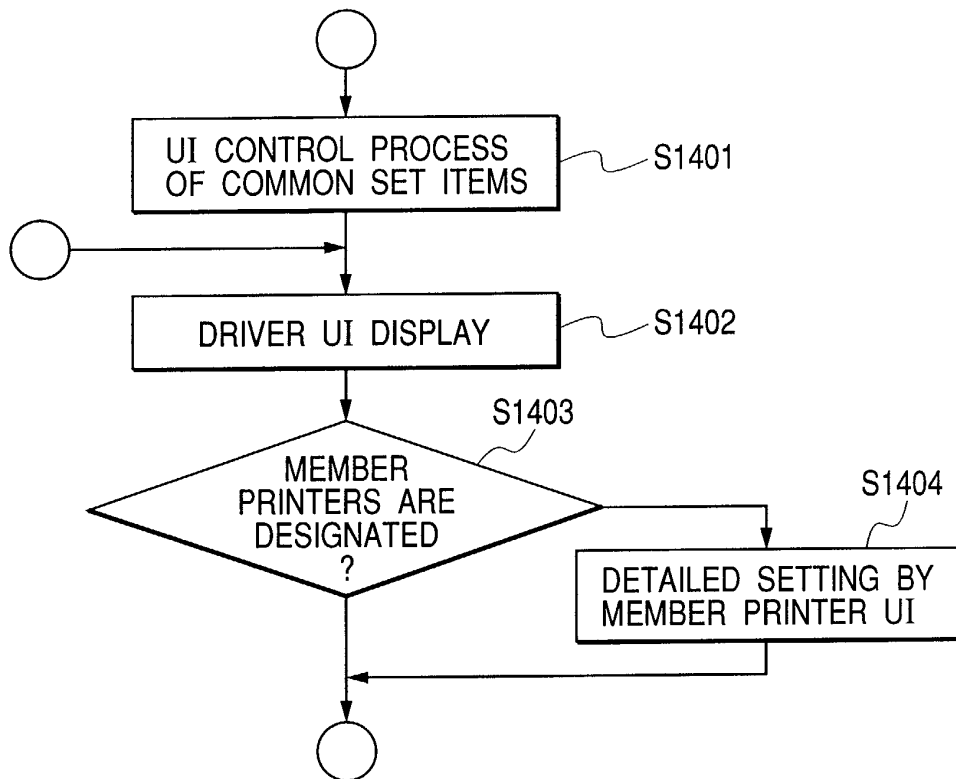 UI CONTROL PROCESS
OF COMMON SET ITEMS
S1401
DRIVER UI DISPLAY
S1402
S1403
MEMBER
PRINTERS ARE
DESIGNATED
?
S1404
DETAILED SETTING BY
MEMBER PRINTER UI